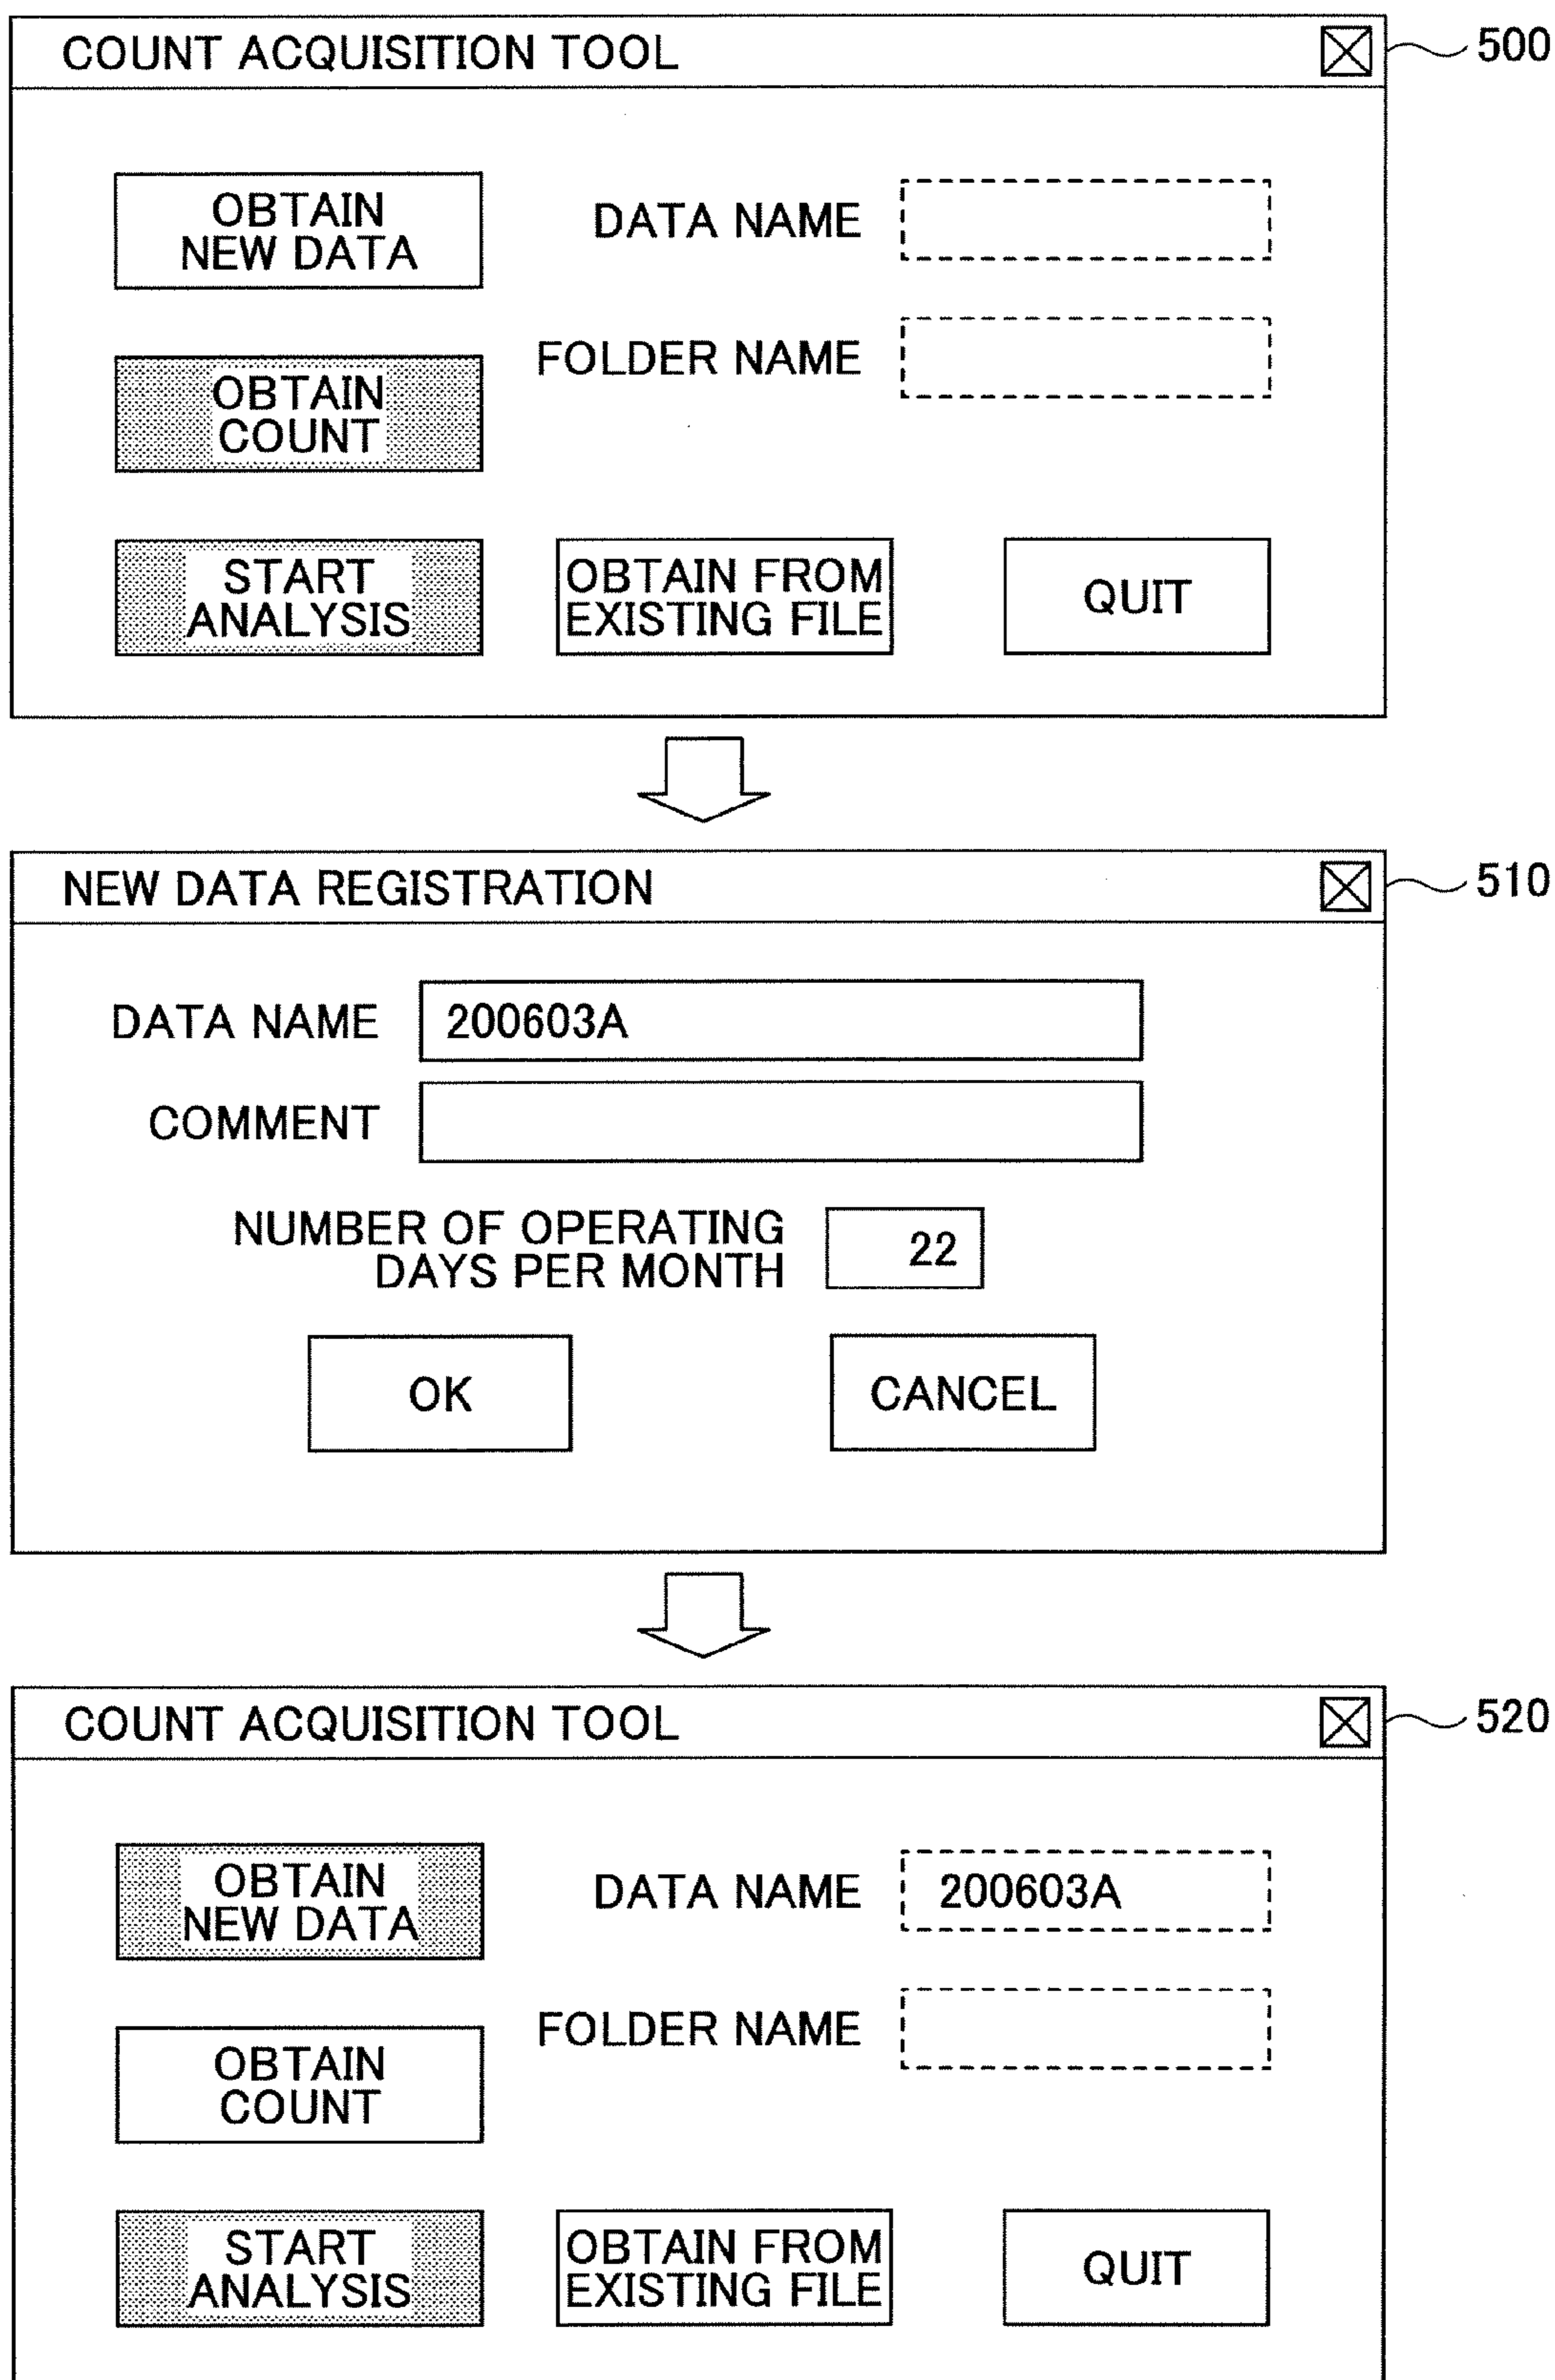 COUNT ACQUISITION TOOL
500
OBTAIN
NEW DATA
DATA NAME
OBTAIN
COUNT
FOLDER NAME
START
ANALYSIS
OBTAIN FROM
EXISTING FILE
QUIT
NEW DATA REGISTRATION
510
DATA NAME
200603A
COMMENT
NUMBER OF OPERATING
DAYS PER MONTH
22
OK
CANCEL
COUNT ACQUISITION TOOL
520
OBTAIN
NEW DATA
DATA NAME
200603A
OBTAIN
COUNT
FOLDER NAME
START
ANALYSIS
OBTAIN FROM
EXISTING FILE
QUIT